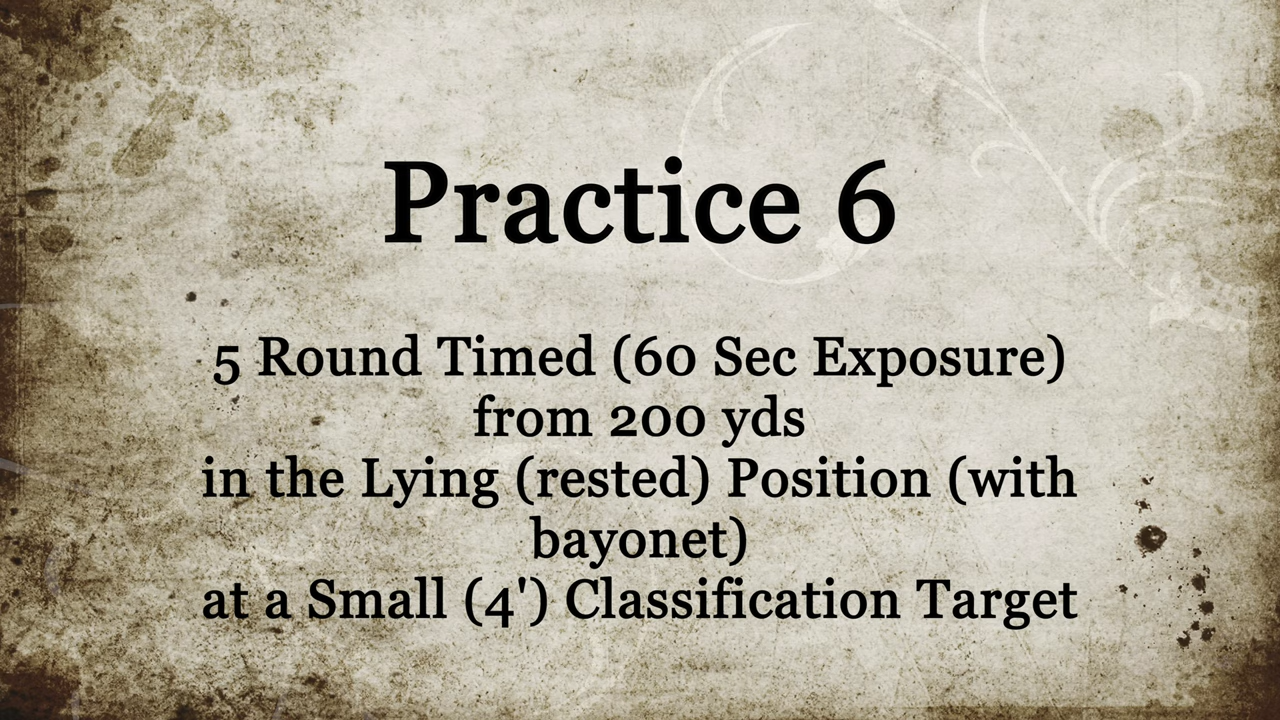 Practice 6
5 Round Timed (60 Sec Exposure)
from 200 yds
in the Lying (rested) Position (with
bayonet)
at a Small (4') Classification Target